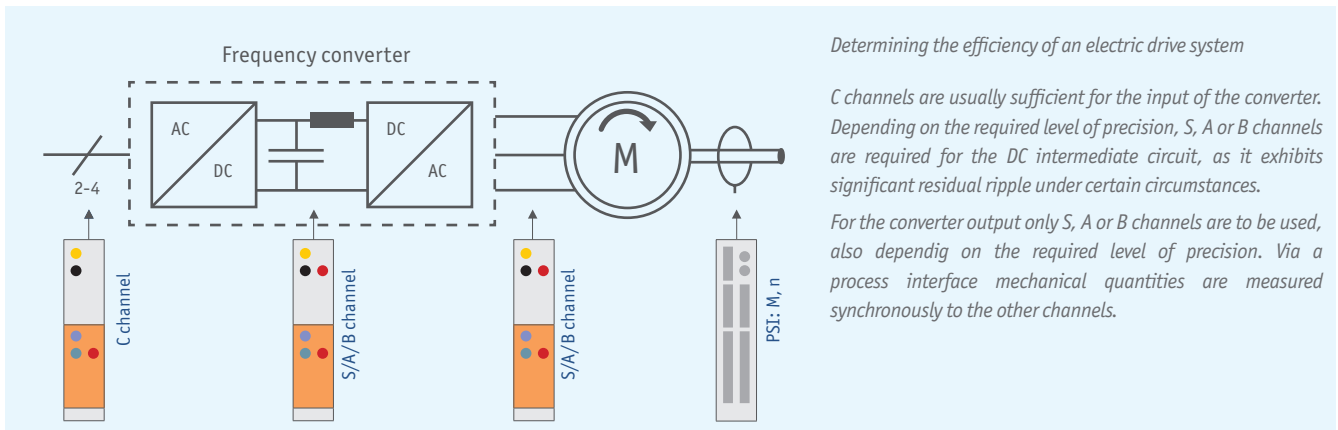 Frequency converter
AC
DC
DC
AC
M
2-4
C channel
S/A/B channel
S/A/B channel
PSI: M, n
Determining the efficiency of an electric drive system
C channels are usually sufficient for the input of the converter.
Depending on the required level of precision, S, A or B channels
are required for the DC intermediate circuit, as it exhibits
significant residual ripple under certain circumstances.
For the converter output only S, A or B channels are to be used,
also dependig on the required level of precision. Via a
process interface mechanical quantities are measured
synchronously to the other channels.